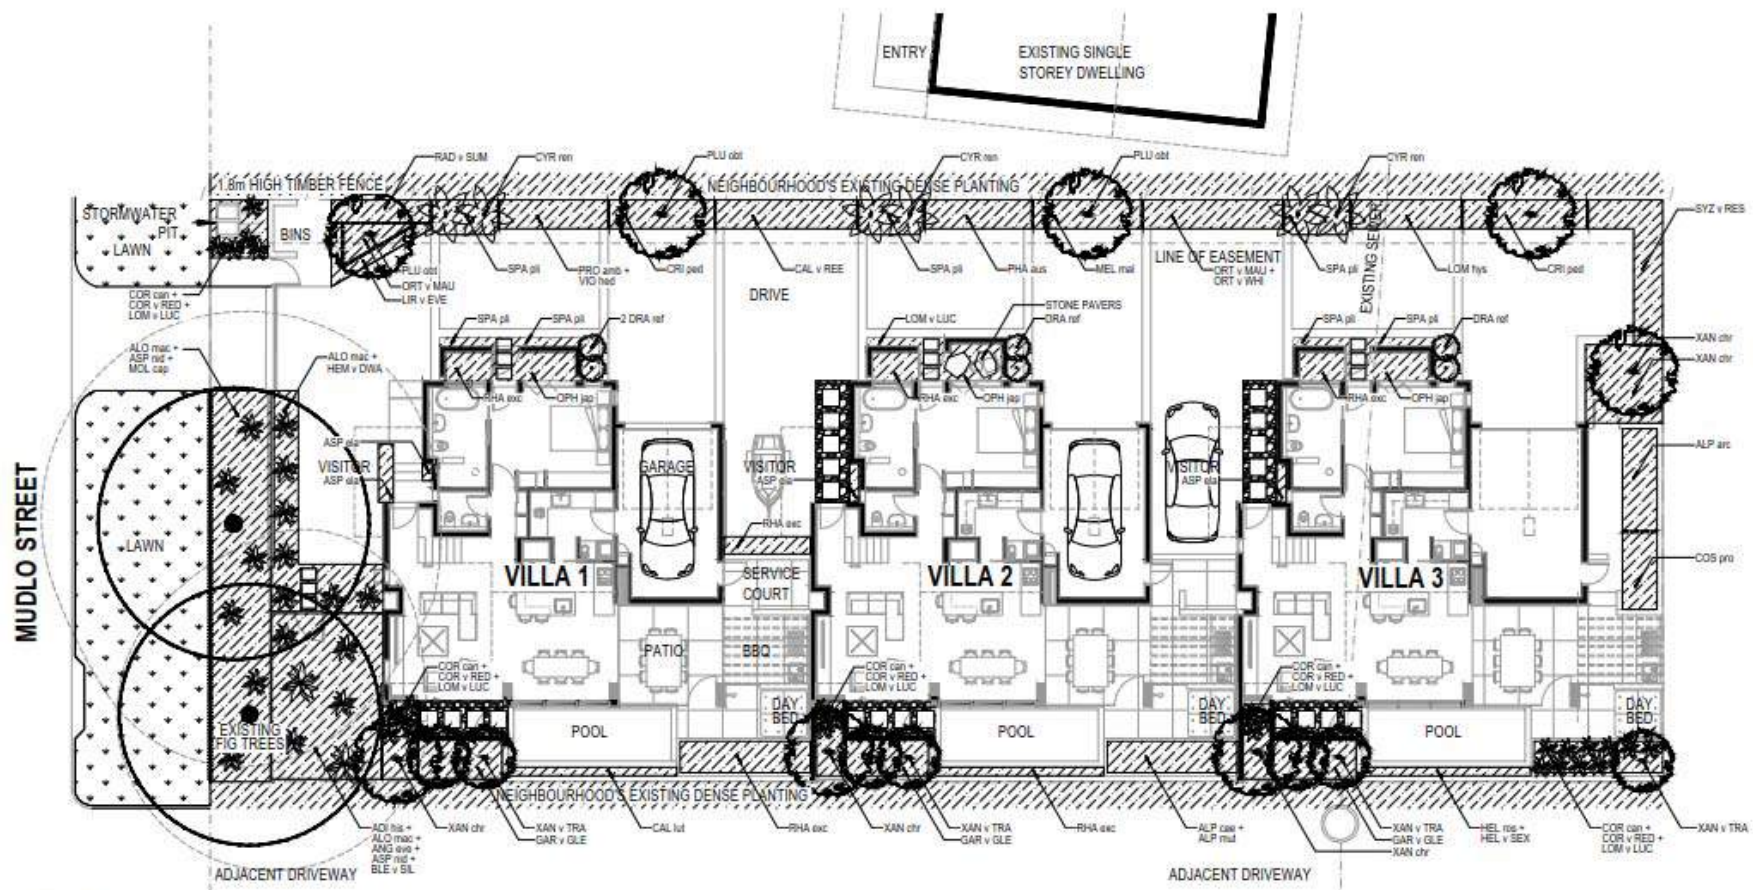 ENTRY
EXISTING SINGLE
STOREY DWELLING
RAD v SUM
CYR ren
PLU obt
CYR ren
PLU obt
CYR ren
1.8m HIGH TIMBER FENCE
NEIGHBOURHOOD'S EXISTING DENSE PLANTING
SYZ v RES
STORMWATER
PIT
LAWN
BINS
PLU obt
ORT v MAU
LIR v EVE
SPA pli
PRO amb +
VIG hed
CRI ped
CAL v REE
SPA pli
PHA aus
MEL mal
LINE OF EASEMENT
ORT v MAU +
ORT v WHI
SPA pli
EXISTING SEWER
LOM hys
CRI ped
DRIVE
COR can +
COR v RED +
LOM v LUC
SPA pli
SPA pli
2 DRA ref
LOM v LUC
STONE PAVERS
DRA ref
SPA pli
SPA pli
DRA ref
XAN chr
XAN chr
ALO mac +
ASP nid +
MOL cap
ALO mac +
HEM v DWA
RHA exc
OPH jap
RHA exc
OPH jap
RHA exc
OPH jap
ASP ela
VISITOR
ASP ela
GARAGE
VISITOR
ASP ela
VISITOR
ASP ela
ALP arc
MUDLO STREET
LAWN
RHA exc
COS pro
VILLA 1
SERVICE
COURT
VILLA 2
VILLA 3
PATIO
BBQ
COR can +
COR v RED +
LOM v LUC
COR can +
COR v RED +
LOM v LUC
COR can +
COR v RED +
LOM v LUC
DAY
BED
DAY
BED
DAY
BED
EXISTING
FIG TREES
POOL
POOL
POOL
NEIGHBOURHOOD'S EXISTING DENSE PLANTING
ADI his +
ALO mac +
ANG eve +
ASP nid +
BLE v SIL
XAN chr
XAN v TRA
GAR v GLE
CAL lut
RHA exc
XAN chr
XAN v TRA
GAR v GLE
RHA exc
ALP cae +
ALP mut
XAN v TRA
GAR v GLE
XAN chr
HEL ros +
HEL v SEX
COR can +
COR v RED +
LOM v LUC
XAN v TRA
ADJACENT DRIVEWAY
ADJACENT DRIVEWAY